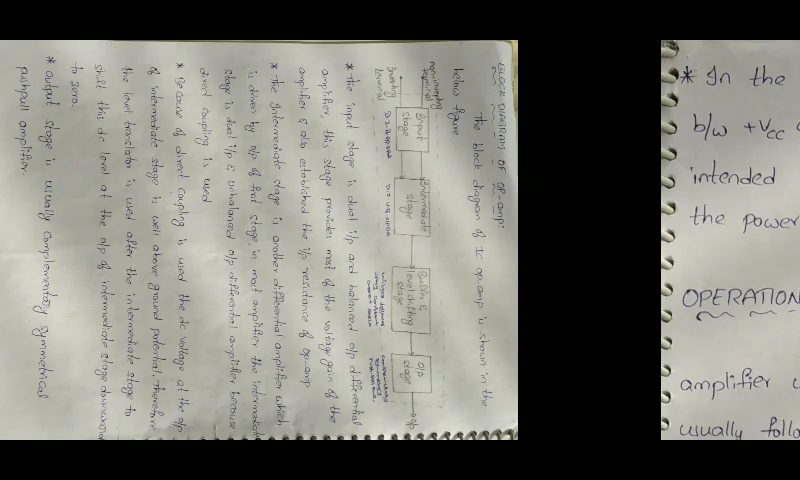 BLOCK DIAGRAM OF OP-amp:
The block diagram of IC op-amp is shown in the
below figure
non-inverting
terminal
inverting
terminal
Input
stage
Intermediate
stage
Buffer &
level shifting
stage
O/p
stage
O/p
* The input stage is dual i/p and balanced o/p differential
amplifier, this stage provides most of the voltage gain of the
amplifier & also established the i/p resistance of op-amp
* The Intermediate stage is another differential amplifier which
is driven by o/p of first stage, in most amplifier the intermediate
stage is dual i/p & unbalanced o/p differential amplifier because
direct coupling is used
* Because of direct coupling is used the dc voltage at the o/p
of intermediate stage is well above ground potential. Therefore
the level translator is used after the intermediate stage to
shift this dc level at the o/p of intermediate stage downward
to zero.
* Output stage is usually complementary symmetrical
pushpull amplifier.
* In the
b/w +Vcc
intended
the power
OPERATION
amplifier
usually follo